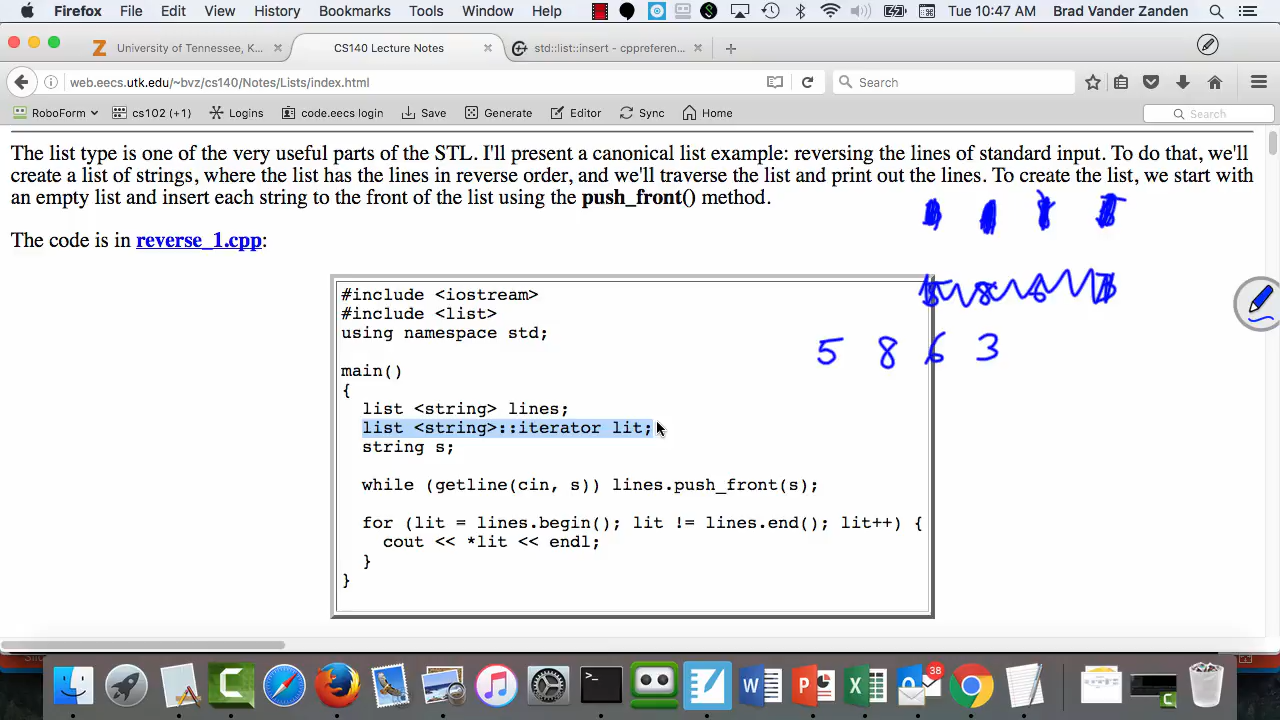 Firefox File Edit View History Bookmarks Tools Window Help Tue 10:47 AM Brad Vander Zanden
University of Tennessee, K... CS140 Lecture Notes std::list::insert - cppreferen...
web.eecs.utk.edu/~bvz/cs140/Notes/Lists/index.html Search
RoboForm cs102 (+1) Logins code.eecs login Save Generate Editor Sync Home Search
The list type is one of the very useful parts of the STL. I'll present a canonical list example: reversing the lines of standard input. To do that, we'll
create a list of strings, where the list has the lines in reverse order, and we'll traverse the list and print out the lines. To create the list, we start with
an empty list and insert each string to the front of the list using the push_front() method.
The code is in reverse_1.cpp:
#include <iostream>
#include <list>
using namespace std;
5 8 6 3
main()
{
list <string> lines;
list <string>::iterator lit;
string s;
while (getline(cin, s)) lines.push_front(s);
for (lit = lines.begin(); lit != lines.end(); lit++) {
cout << *lit << endl;
}
}
38